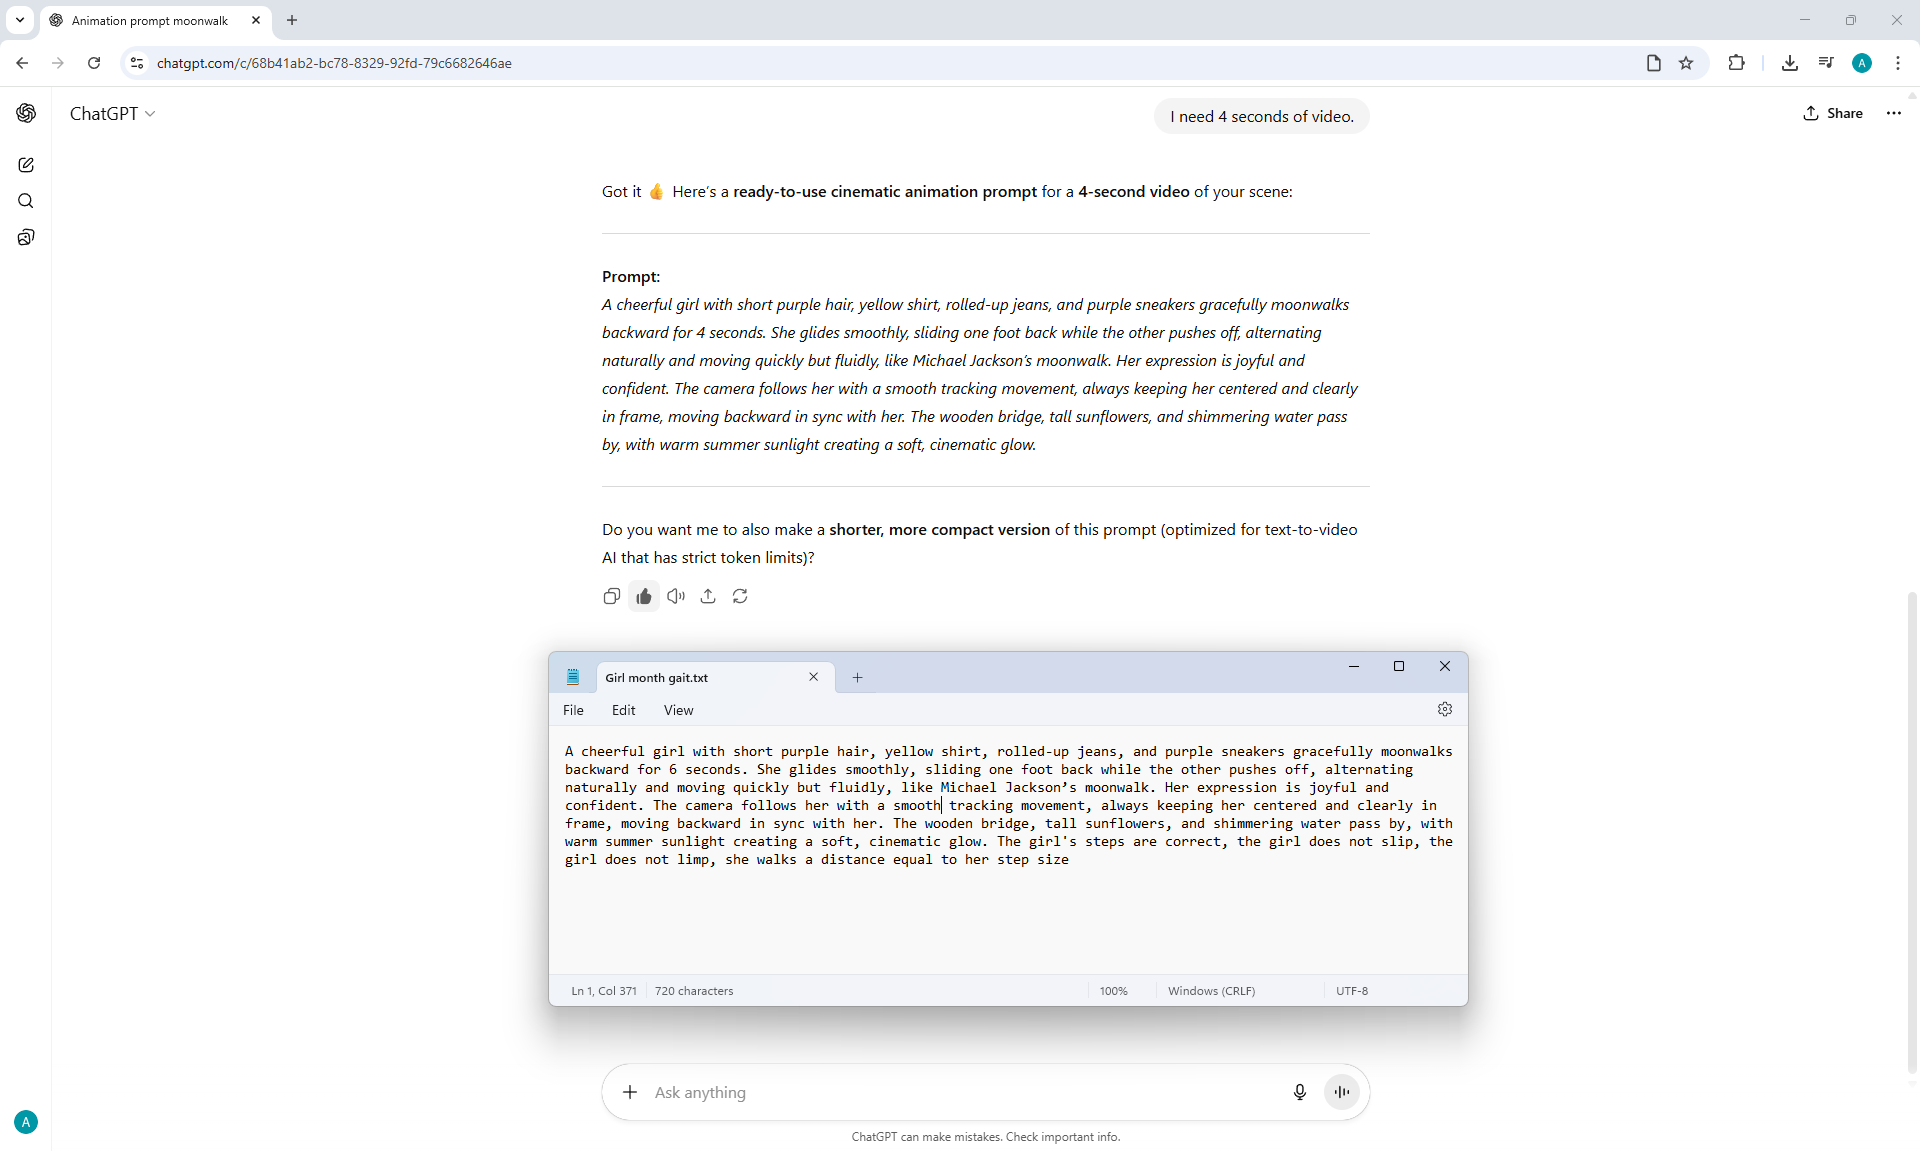 Animation prompt moonwalk
chatgpt.com/c/68b41ab2-bc78-8329-92fd-79c6682646ae
A
ChatGPT
I need 4 seconds of video.
Share
Got it 👍 Here's a ready-to-use cinematic animation prompt for a 4-second video of your scene:
Prompt:
A cheerful girl with short purple hair, yellow shirt, rolled-up jeans, and purple sneakers gracefully moonwalks
backward for 4 seconds. She glides smoothly, sliding one foot back while the other pushes off, alternating
naturally and moving quickly but fluidly, like Michael Jackson's moonwalk. Her expression is joyful and
confident. The camera follows her with a smooth tracking movement, always keeping her centered and clearly
in frame, moving backward in sync with her. The wooden bridge, tall sunflowers, and shimmering water pass
by, with warm summer sunlight creating a soft, cinematic glow.
Do you want me to also make a shorter, more compact version of this prompt (optimized for text-to-video
AI that has strict token limits)?
Girl month gait.txt
File Edit View
A cheerful girl with short purple hair, yellow shirt, rolled-up jeans, and purple sneakers gracefully moonwalks
backward for 6 seconds. She glides smoothly, sliding one foot back while the other pushes off, alternating
naturally and moving quickly but fluidly, like Michael Jackson’s moonwalk. Her expression is joyful and
confident. The camera follows her with a smooth tracking movement, always keeping her centered and clearly in
frame, moving backward in sync with her. The wooden bridge, tall sunflowers, and shimmering water pass by, with
warm summer sunlight creating a soft, cinematic glow. The girl's steps are correct, the girl does not slip, the
girl does not limp, she walks a distance equal to her step size
Ln 1, Col 371 720 characters 100% Windows (CRLF) UTF-8
Ask anything
A
ChatGPT can make mistakes. Check important info.